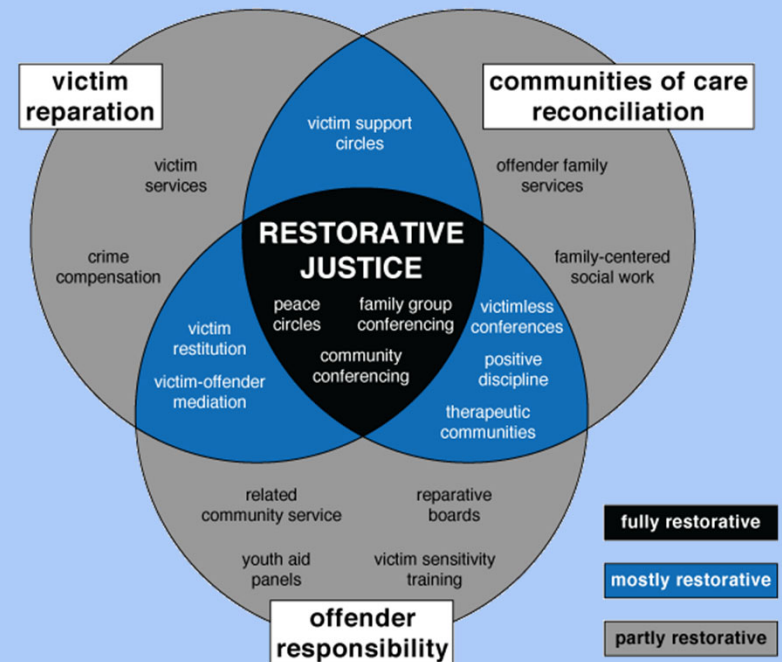 victim
reparation
communities of care
reconciliation
victim support
circles
victim
services
offender family
services
crime
compensation
family-centered
social work
RESTORATIVE
JUSTICE
peace
circles
family group
conferencing
community
conferencing
victim
restitution
victim-offender
mediation
victimless
conferences
positive
discipline
therapeutic
communities
related
community service
reparative
boards
youth aid
panels
victim sensitivity
training
offender
responsibility
fully restorative
mostly restorative
partly restorative